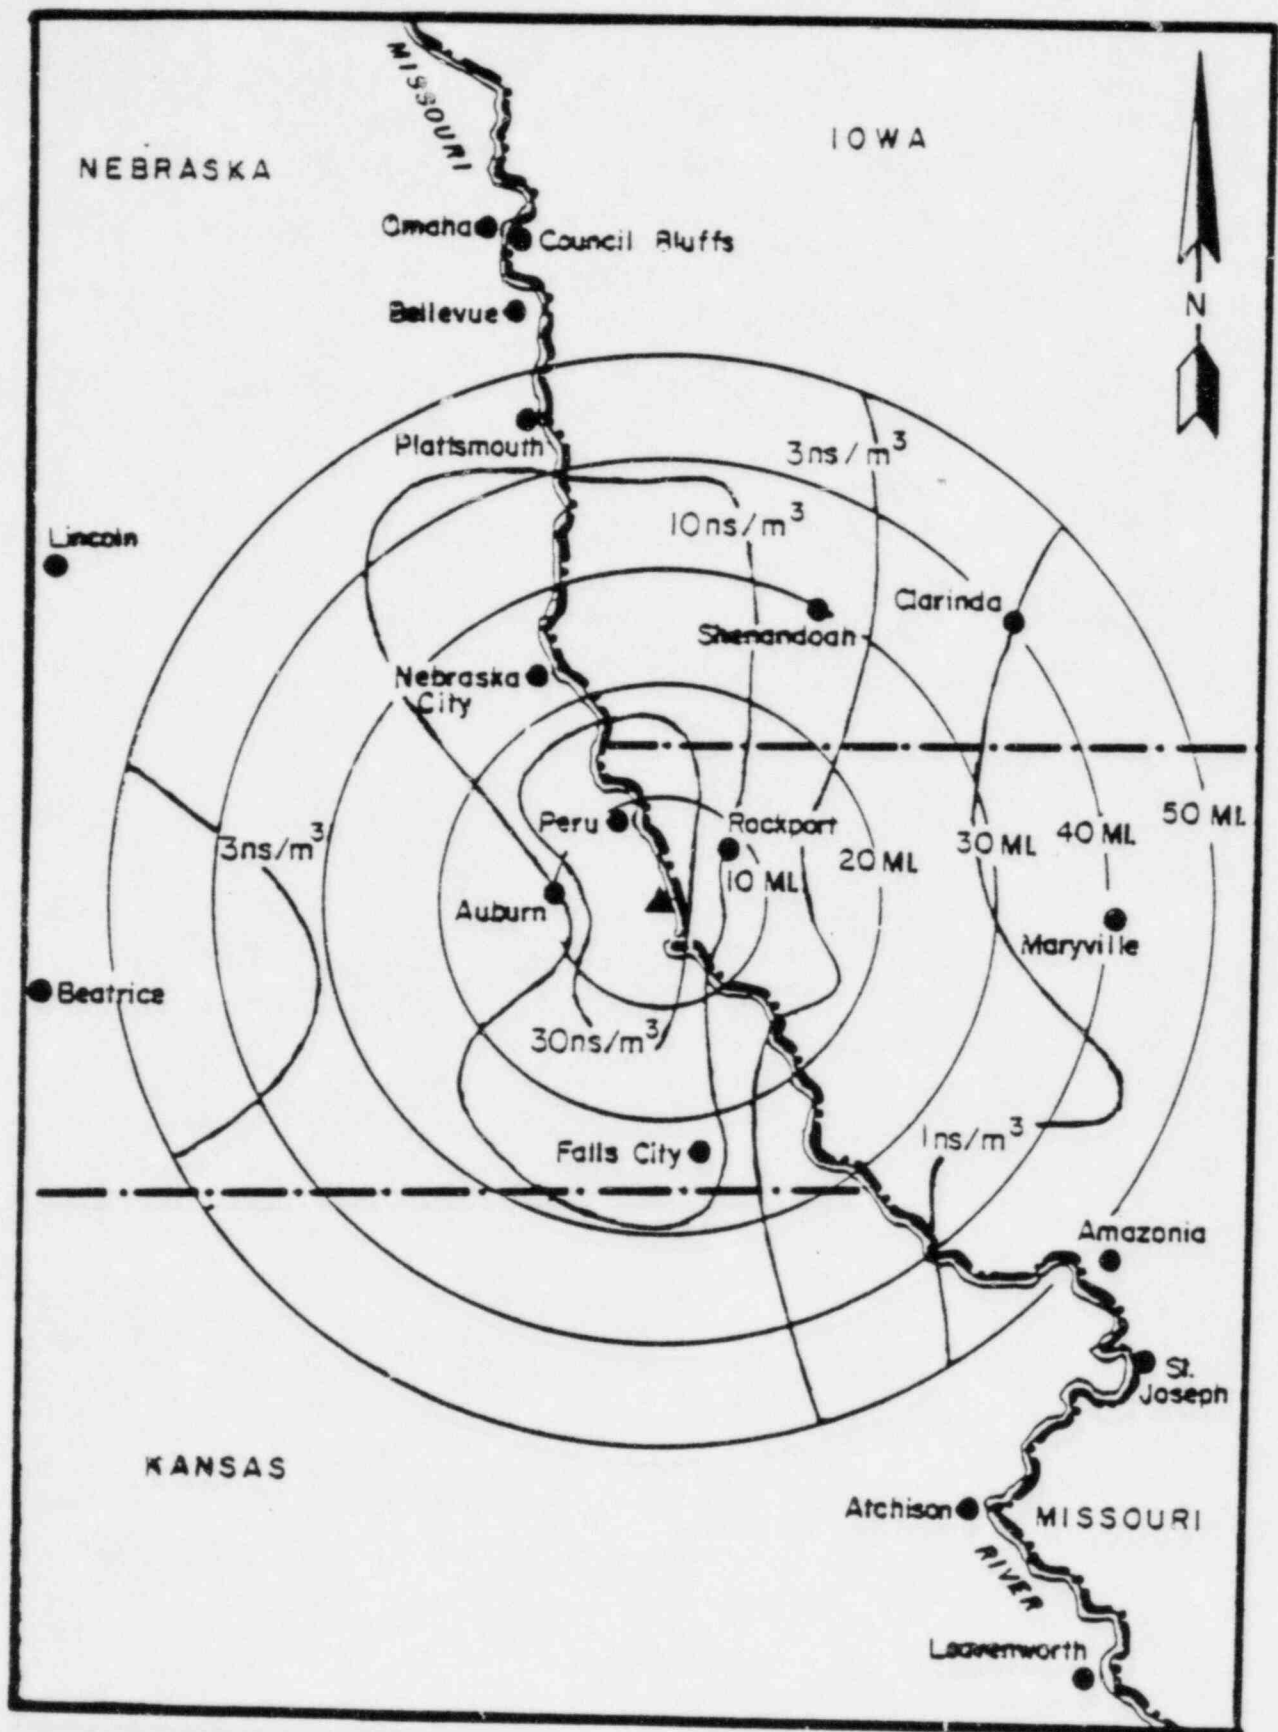 MISSOURI
IOWA
NEBRASKA
Omaha
Council Bluffs
Bellevue
N
Plattsmouth
3ns/m³
10ns/m³
Lincoln
Clarinda
Shenandoah
Nebraska
City
Peru
Rockport
50 ML
3ns/m³
30 ML
40 ML
20 ML
10 ML
Auburn
Maryville
Beatrice
30ns/m³
1ns/m³
Falls City
Amazonia
St.
Joseph
KANSAS
Atchison
MISSOURI
RIVER
Leavenworth